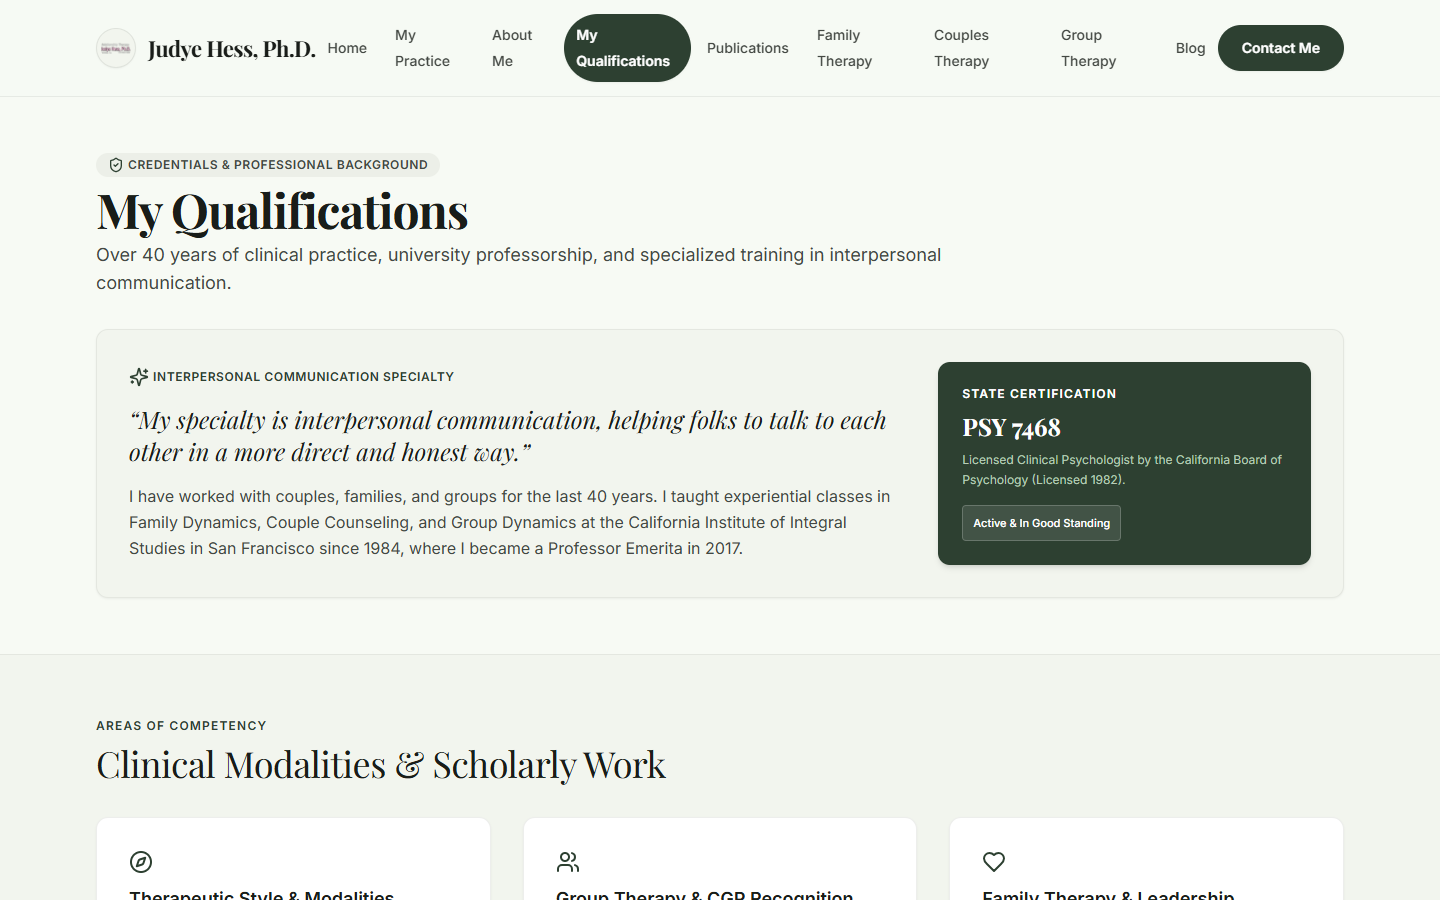 Judye Hess, Ph.D.
Home
My Practice
About Me
My Qualifications
Publications
Family Therapy
Couples Therapy
Group Therapy
Blog
Contact Me
CREDENTIALS & PROFESSIONAL BACKGROUND
My Qualifications
Over 40 years of clinical practice, university professorship, and specialized training in interpersonal
communication.
INTERPERSONAL COMMUNICATION SPECIALTY
“My specialty is interpersonal communication, helping folks to talk to each
other in a more direct and honest way.”
I have worked with couples, families, and groups for the last 40 years. I taught experiential classes in
Family Dynamics, Couple Counseling, and Group Dynamics at the California Institute of Integral
Studies in San Francisco since 1984, where I became a Professor Emerita in 2017.
STATE CERTIFICATION
PSY 7468
Licensed Clinical Psychologist by the California Board of
Psychology (Licensed 1982).
Active & In Good Standing
AREAS OF COMPETENCY
Clinical Modalities & Scholarly Work
Therapeutic Style & Modalities
Group Therapy & CGP Recognition
Family Therapy & Leadership